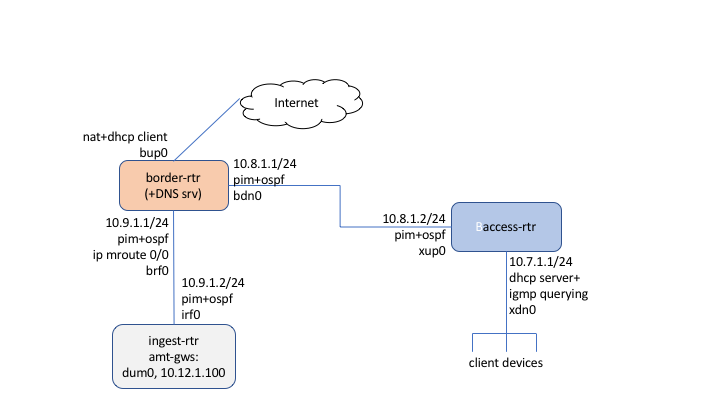 Internet
nat+dhcp client
bup0
border-rtr
(+DNS srv)
10.8.1.1/24
pim+ospf
bdn0
10.9.1.1/24
pim+ospf
ip mroute 0/0
brf0
10.9.1.2/24
pim+ospf
irf0
ingest-rtr
amt-gws:
dum0, 10.12.1.100
10.8.1.2/24
pim+ospf
xup0
Baccess-rtr
10.7.1.1/24
dhcp server+
igmp querying
xdn0
client devices